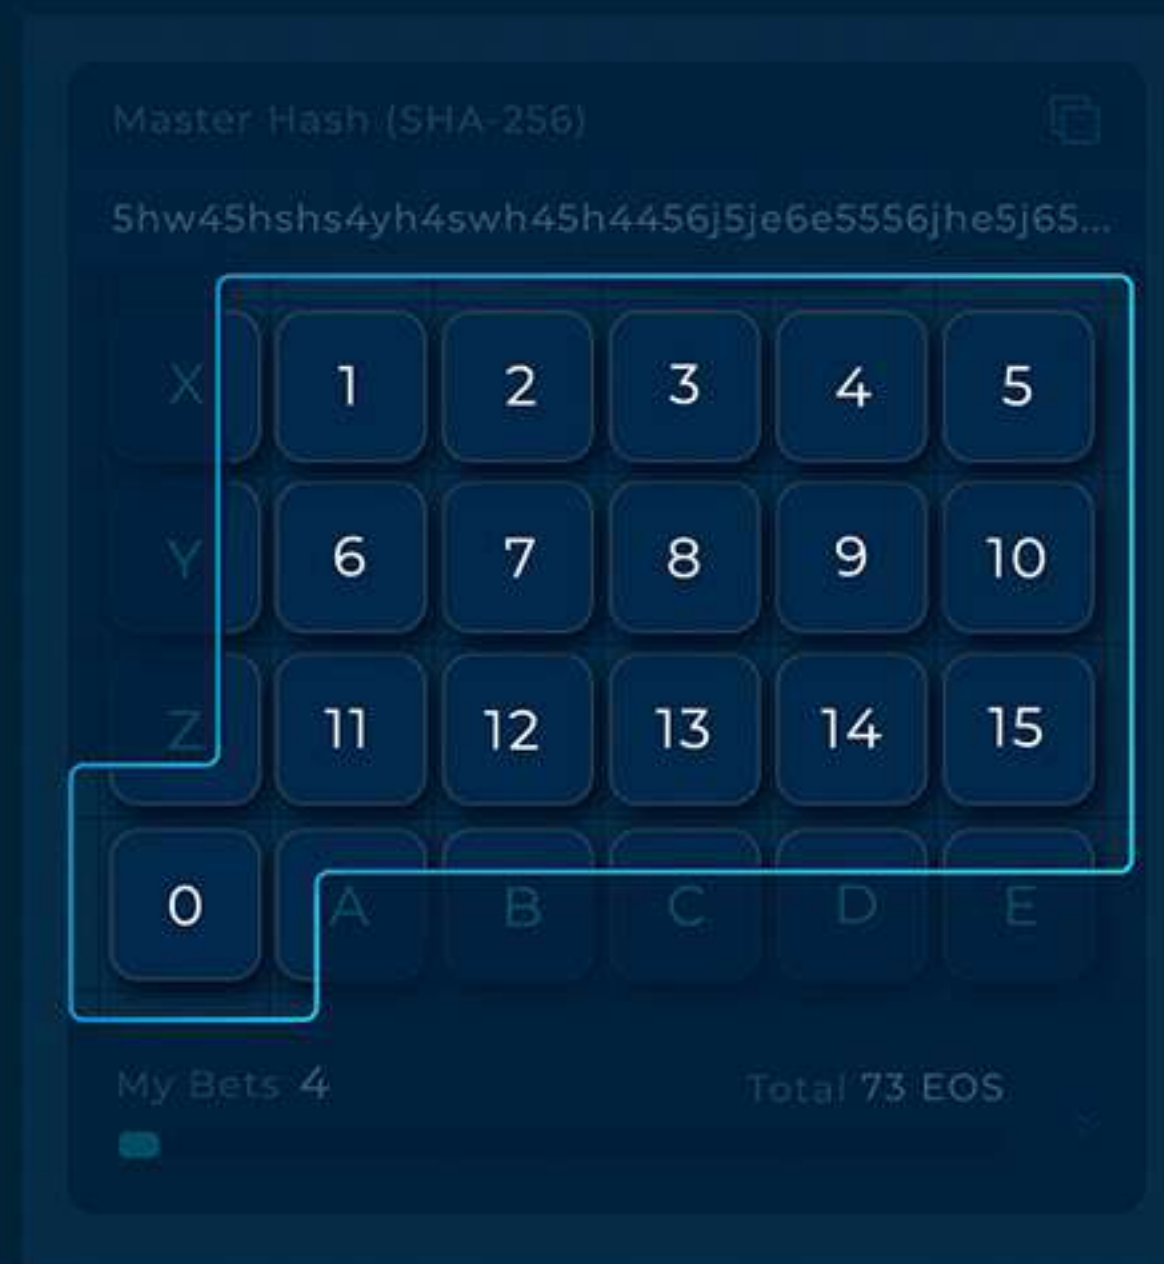 Master Hash (SHA-256)
5hw45hshs4yh4swh45h4456j5je6e5556jhe5j65...
X 1 2 3 4 5
Y 6 7 8 9 10
Z 11 12 13 14 15
0 A B C D E
My Bets 4 Total 73 EOS